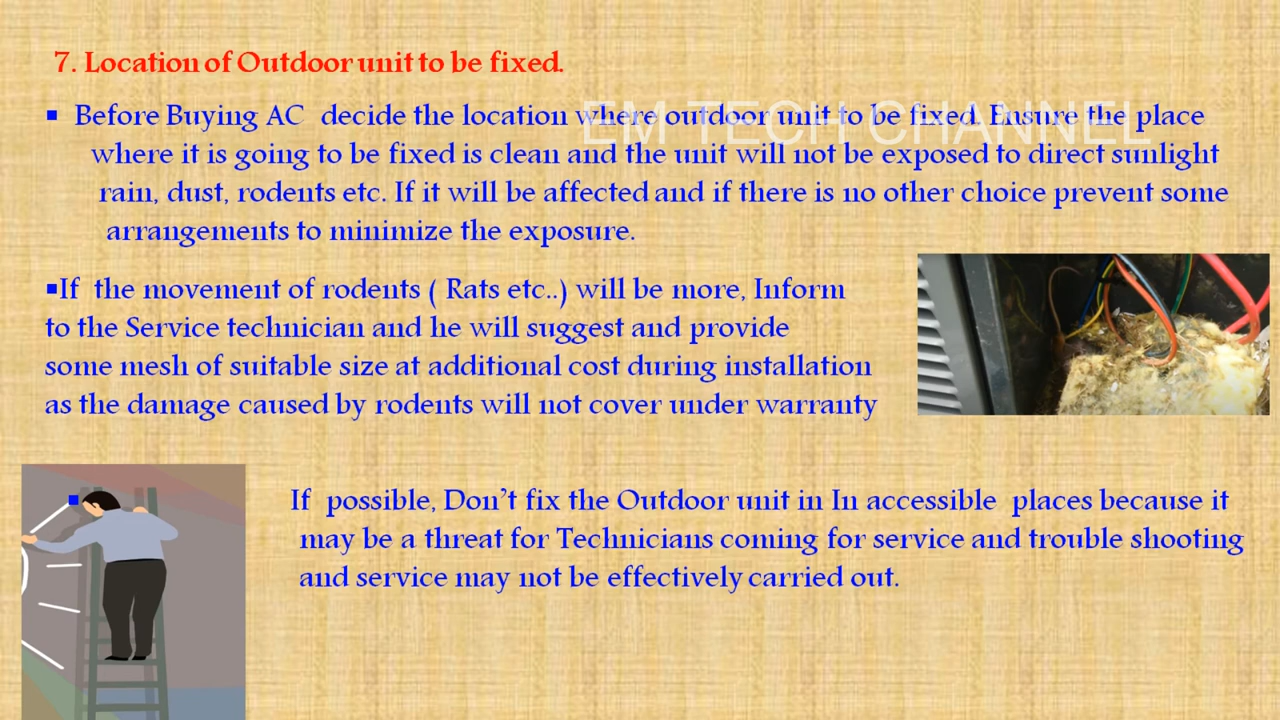 7. Location of Outdoor unit to be fixed.
EM TECH CHANNEL
▪ Before Buying AC decide the location where outdoor unit to be fixed. Ensure the place
where it is going to be fixed is clean and the unit will not be exposed to direct sunlight
rain, dust, rodents etc. If it will be affected and if there is no other choice prevent some
arrangements to minimize the exposure.
▪If the movement of rodents ( Rats etc..) will be more, Inform
to the Service technician and he will suggest and provide
some mesh of suitable size at additional cost during installation
as the damage caused by rodents will not cover under warranty
▪ If possible, Don't fix the Outdoor unit in In accessible places because it
may be a threat for Technicians coming for service and trouble shooting
and service may not be effectively carried out.